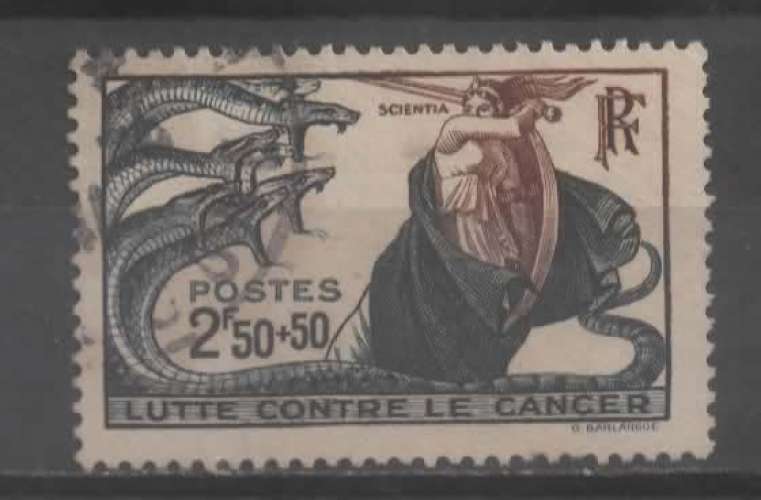 SCIENTIA
RF
POSTES
2F50+50
LUTTE CONTRE LE CANCER
G. BARLANGUE